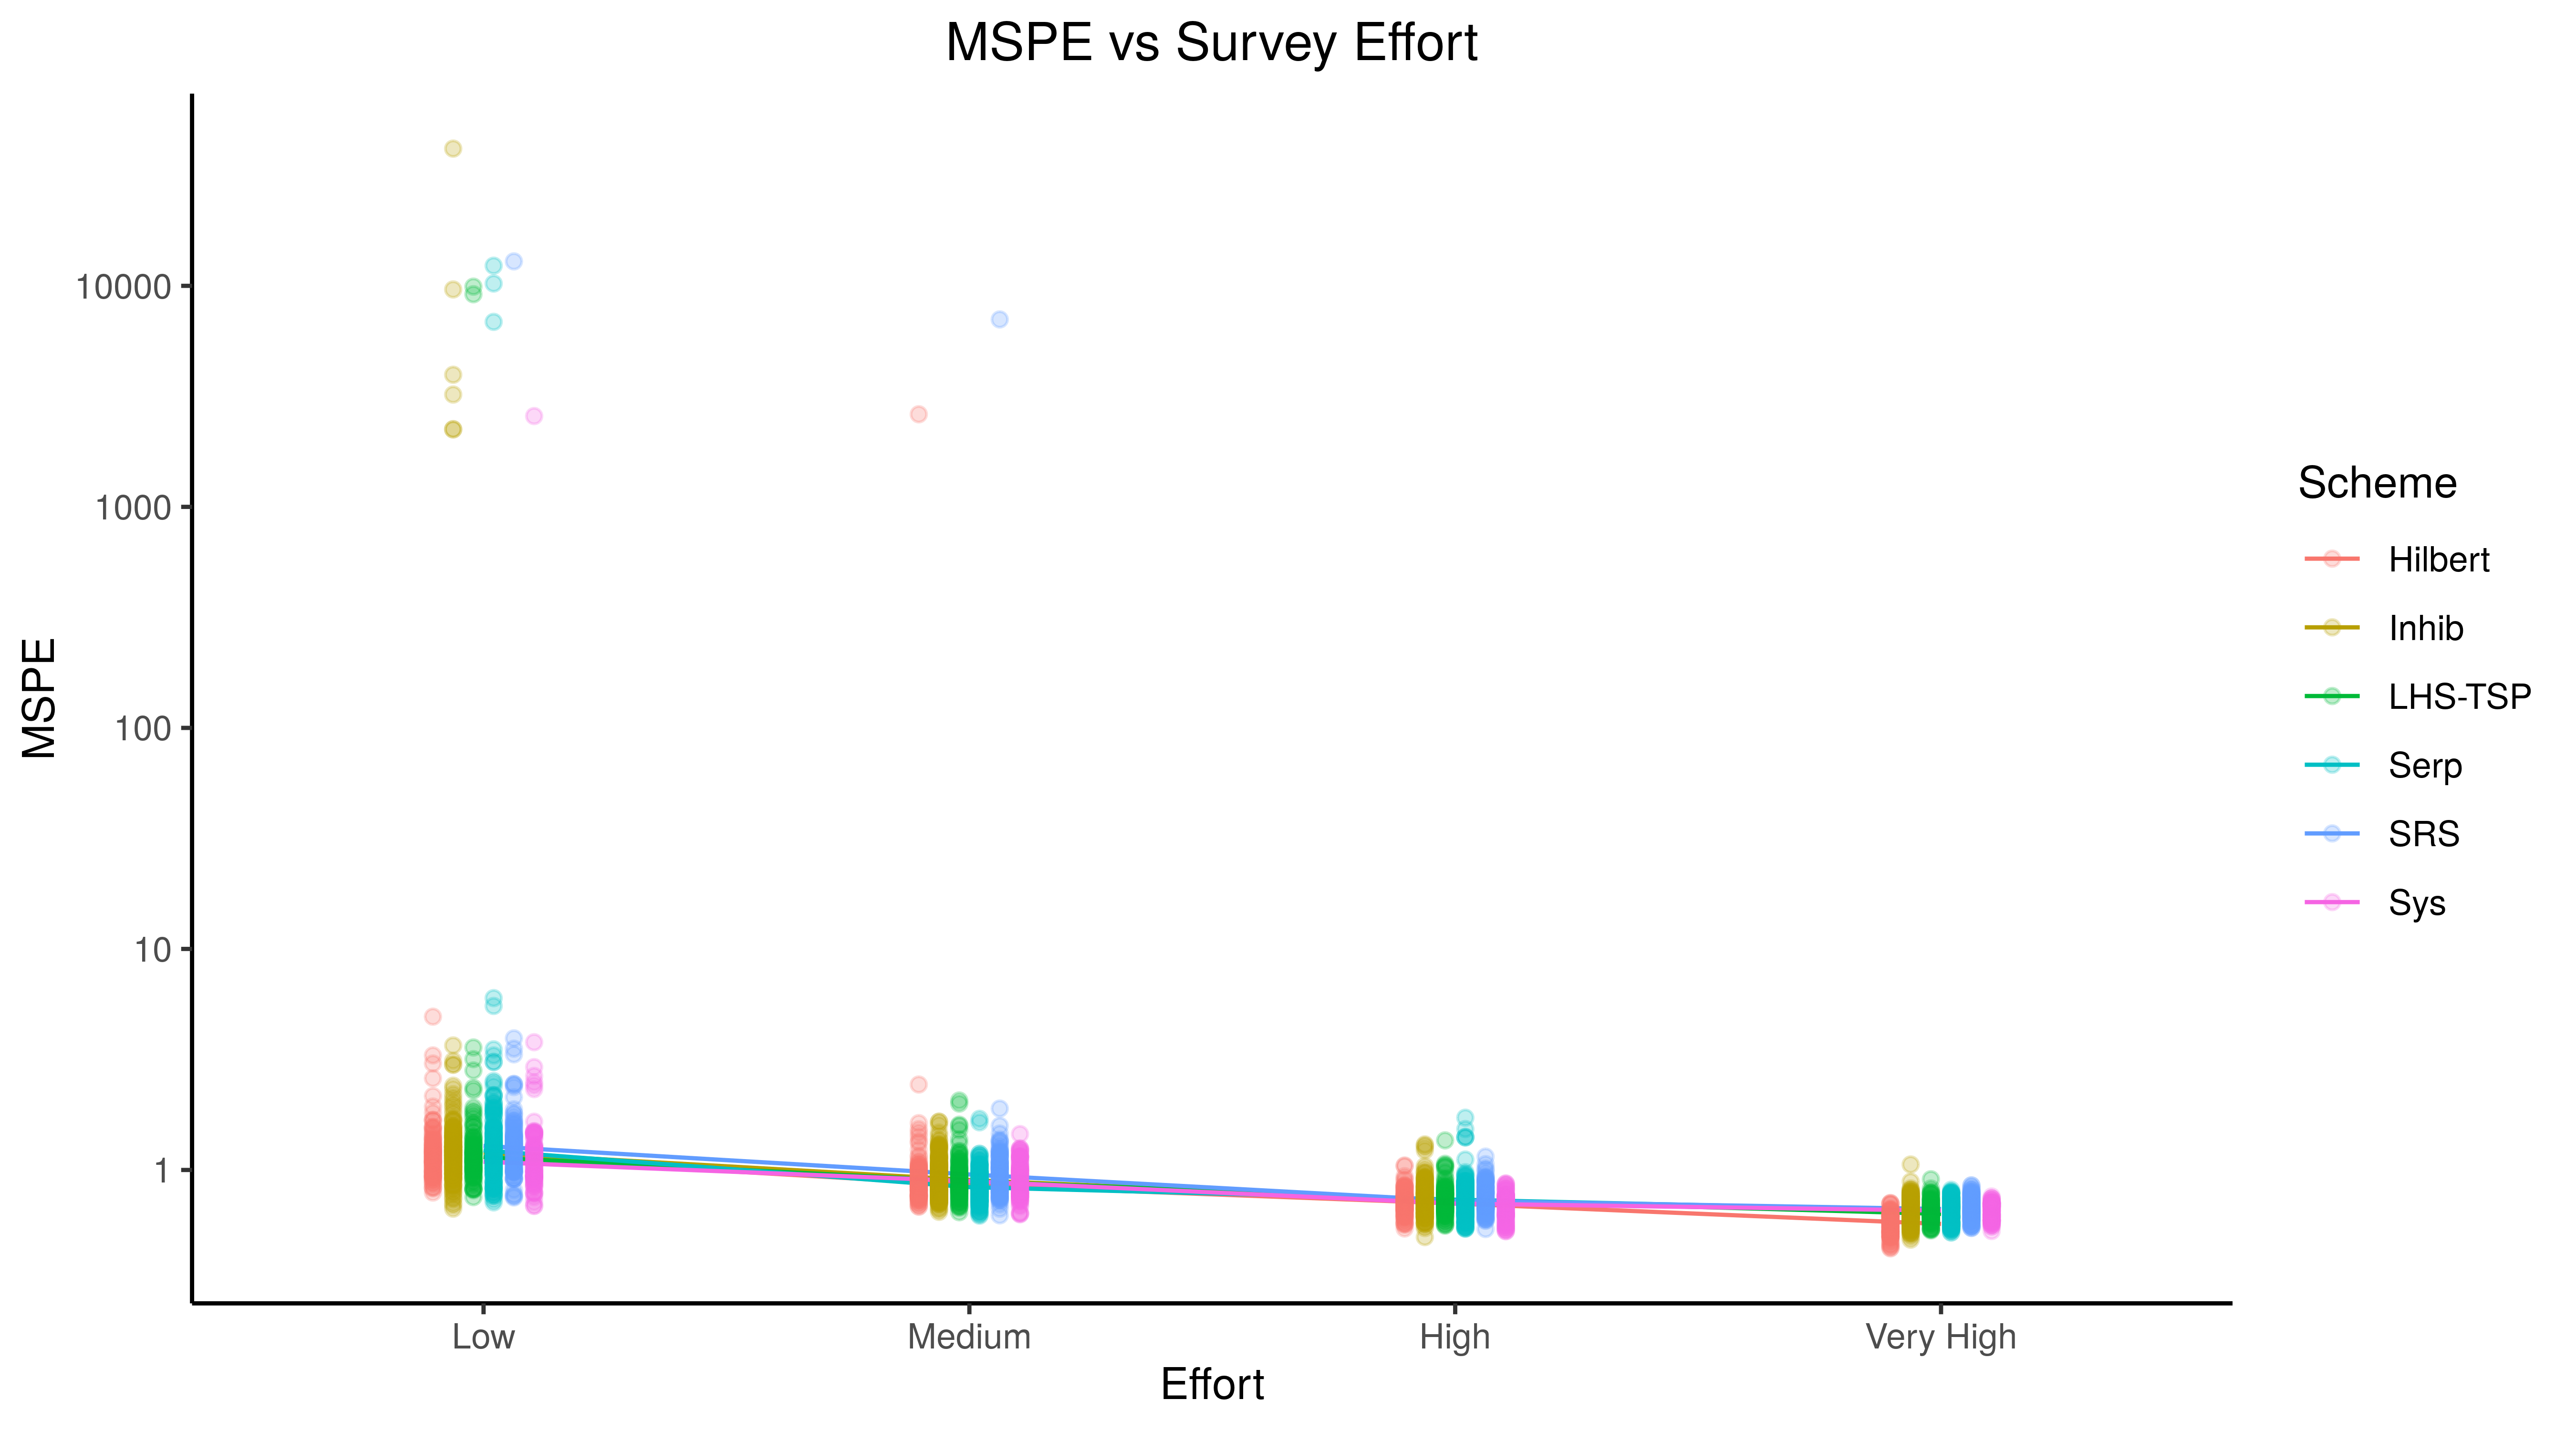 MSPE vs Survey Effort
MSPE
10000
1000
100
10
1
Low
Medium
High
Very High
Effort
Scheme
Hilbert
Inhib
LHS-TSP
Serp
SRS
Sys